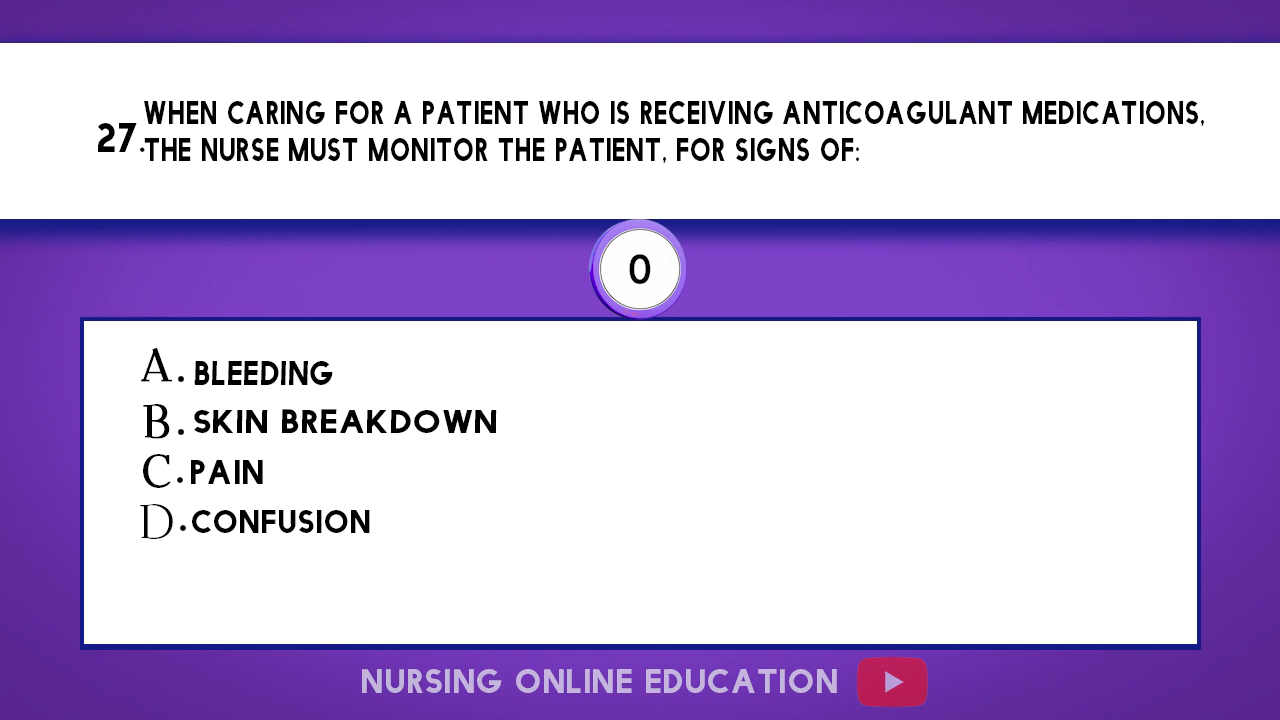 27. WHEN CARING FOR A PATIENT WHO IS RECEIVING ANTICOAGULANT MEDICATIONS,
THE NURSE MUST MONITOR THE PATIENT, FOR SIGNS OF:
0
A. BLEEDING
B. SKIN BREAKDOWN
C. PAIN
D. CONFUSION
NURSING ONLINE EDUCATION